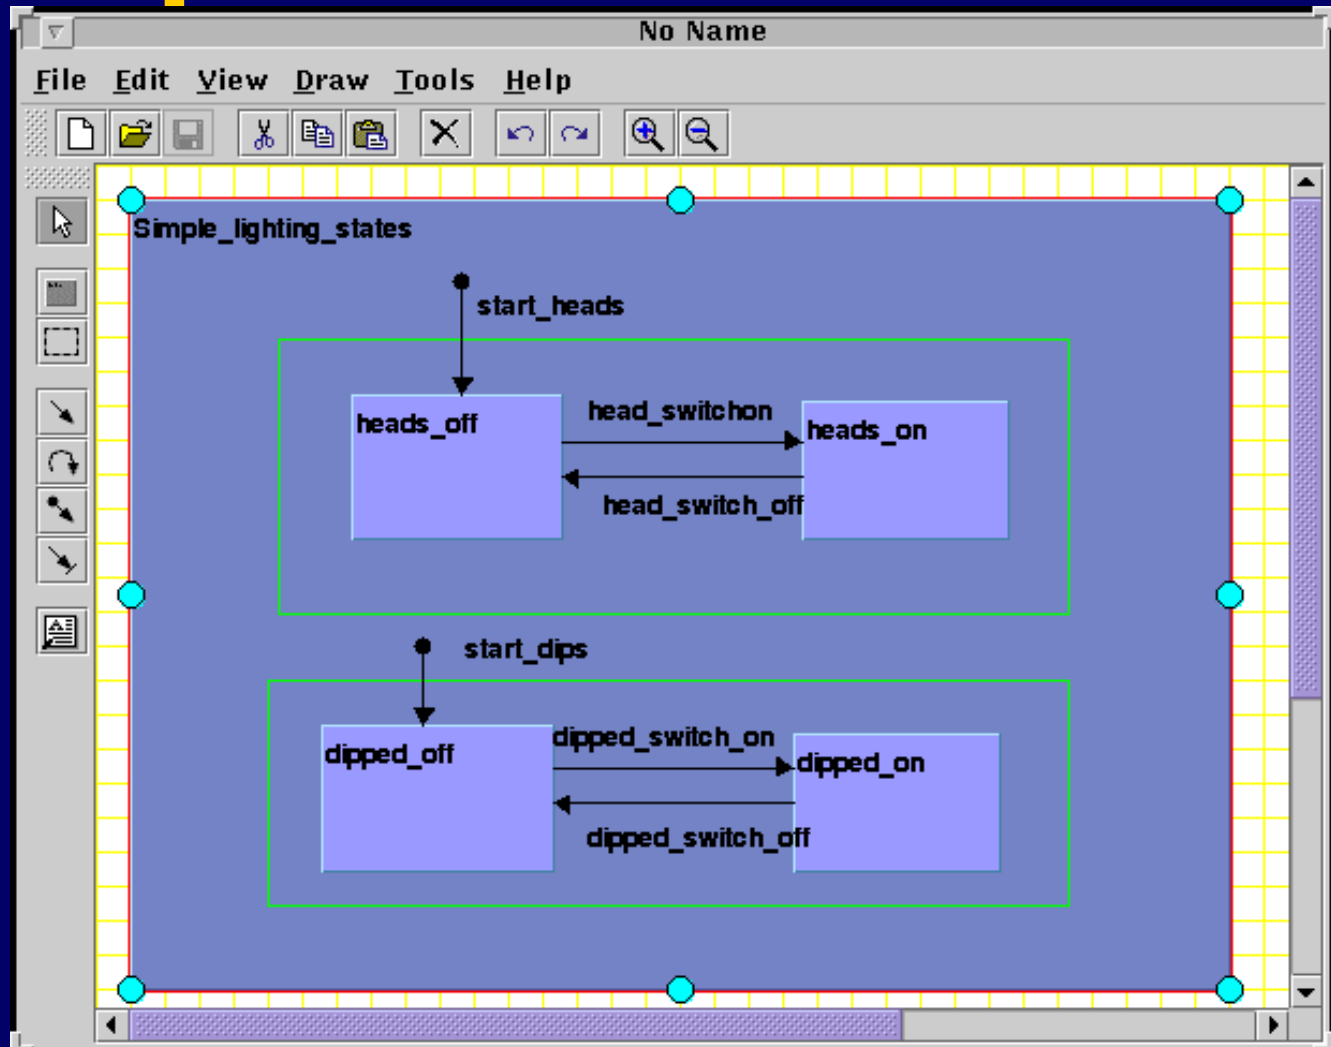 No Name
File Edit View Draw Tools Help
Simple_lighting_states
start_heads
heads_off
head_switchon
heads_on
head_switch_off
start_dips
dipped_off
dipped_switch_on
dipped_on
dipped_switch_off